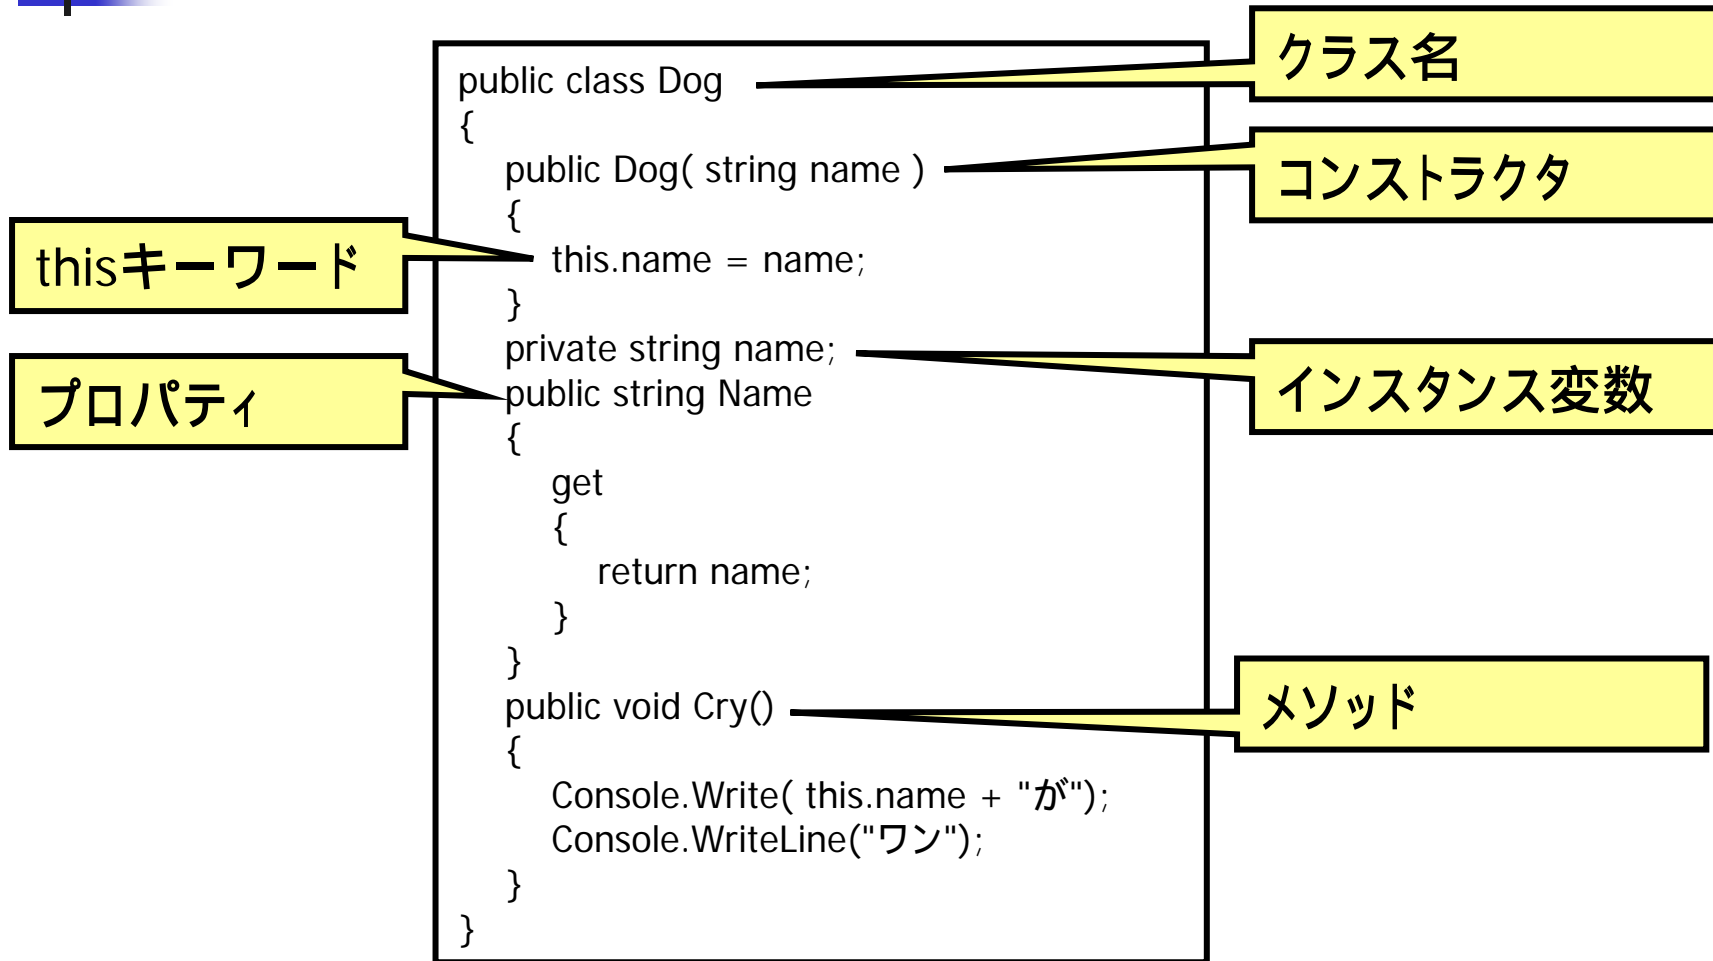 クラス名
public class Dog
{
コンストラクタ
public Dog( string name )
{
thisキーワード
this.name = name;
}
private string name;
インスタンス変数
プロパティ
public string Name
{
get
{
return name;
}
}
public void Cry()
メソッド
{
Console.Write( this.name + "が");
Console.WriteLine("ワン");
}
}